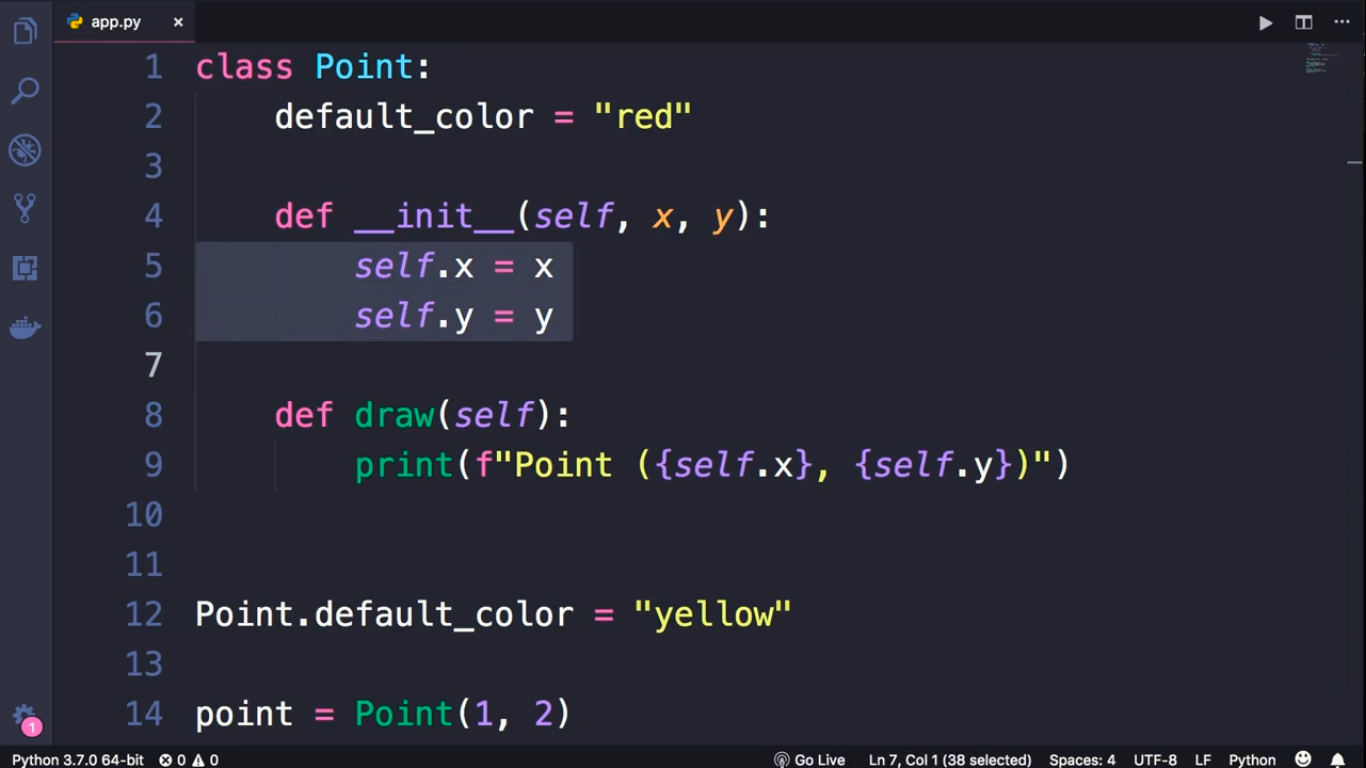 app.py ×
1 class Point:
2     default_color = "red"
3
4     def __init__(self, x, y):
5         self.x = x
6         self.y = y
7
8     def draw(self):
9         print(f"Point ({self.x}, {self.y})")
10
11
12 Point.default_color = "yellow"
13
14 point = Point(1, 2)
1
Python 3.7.0 64-bit 0 0 Go Live Ln 7, Col 1 (38 selected) Spaces: 4 UTF-8 LF Python